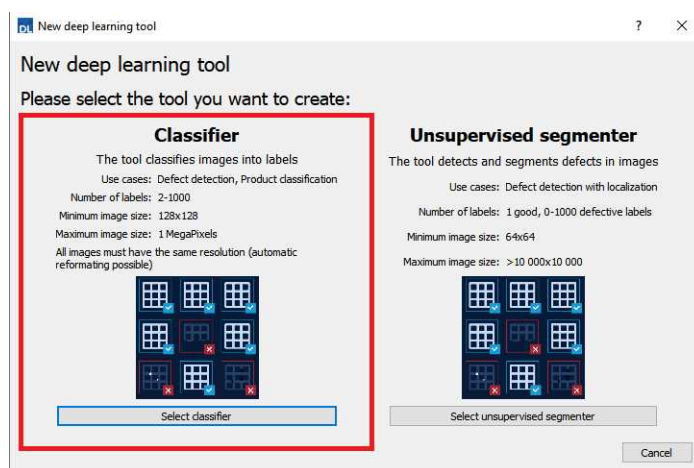 DL New deep learning tool ? ✕
New deep learning tool
Please select the tool you want to create:
Classifier
The tool classifies images into labels
Use cases: Defect detection, Product classification
Number of labels: 2-1000
Minimum image size: 128x128
Maximum image size: 1 MegaPixels
All images must have the same resolution (automatic
reformating possible)
Select classifier
Unsupervised segmenter
The tool detects and segments defects in images
Use cases: Defect detection with localization
Number of labels: 1 good, 0-1000 defective labels
Minimum image size: 64x64
Maximum image size: >10 000x10 000
Select unsupervised segmenter
Cancel